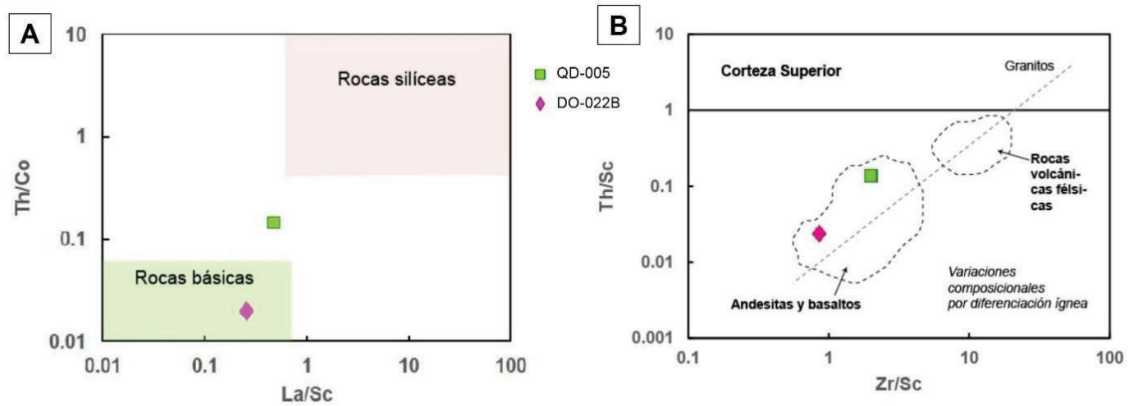 A
10
1
0.1
0.01
Th/Co
Rocas silíceas
Rocas básicas
0.01
0.1
1
10
100
La/Sc
QD-005
DO-022B
B
10
1
0.1
0.01
0.001
Th/Sc
Corteza Superior
Granitos
Rocas
volcáni-
cas félsi-
cas
Andesitas y basaltos
Variaciones
composicionales
por diferenciación ígnea
0.1
1
10
100
Zr/Sc